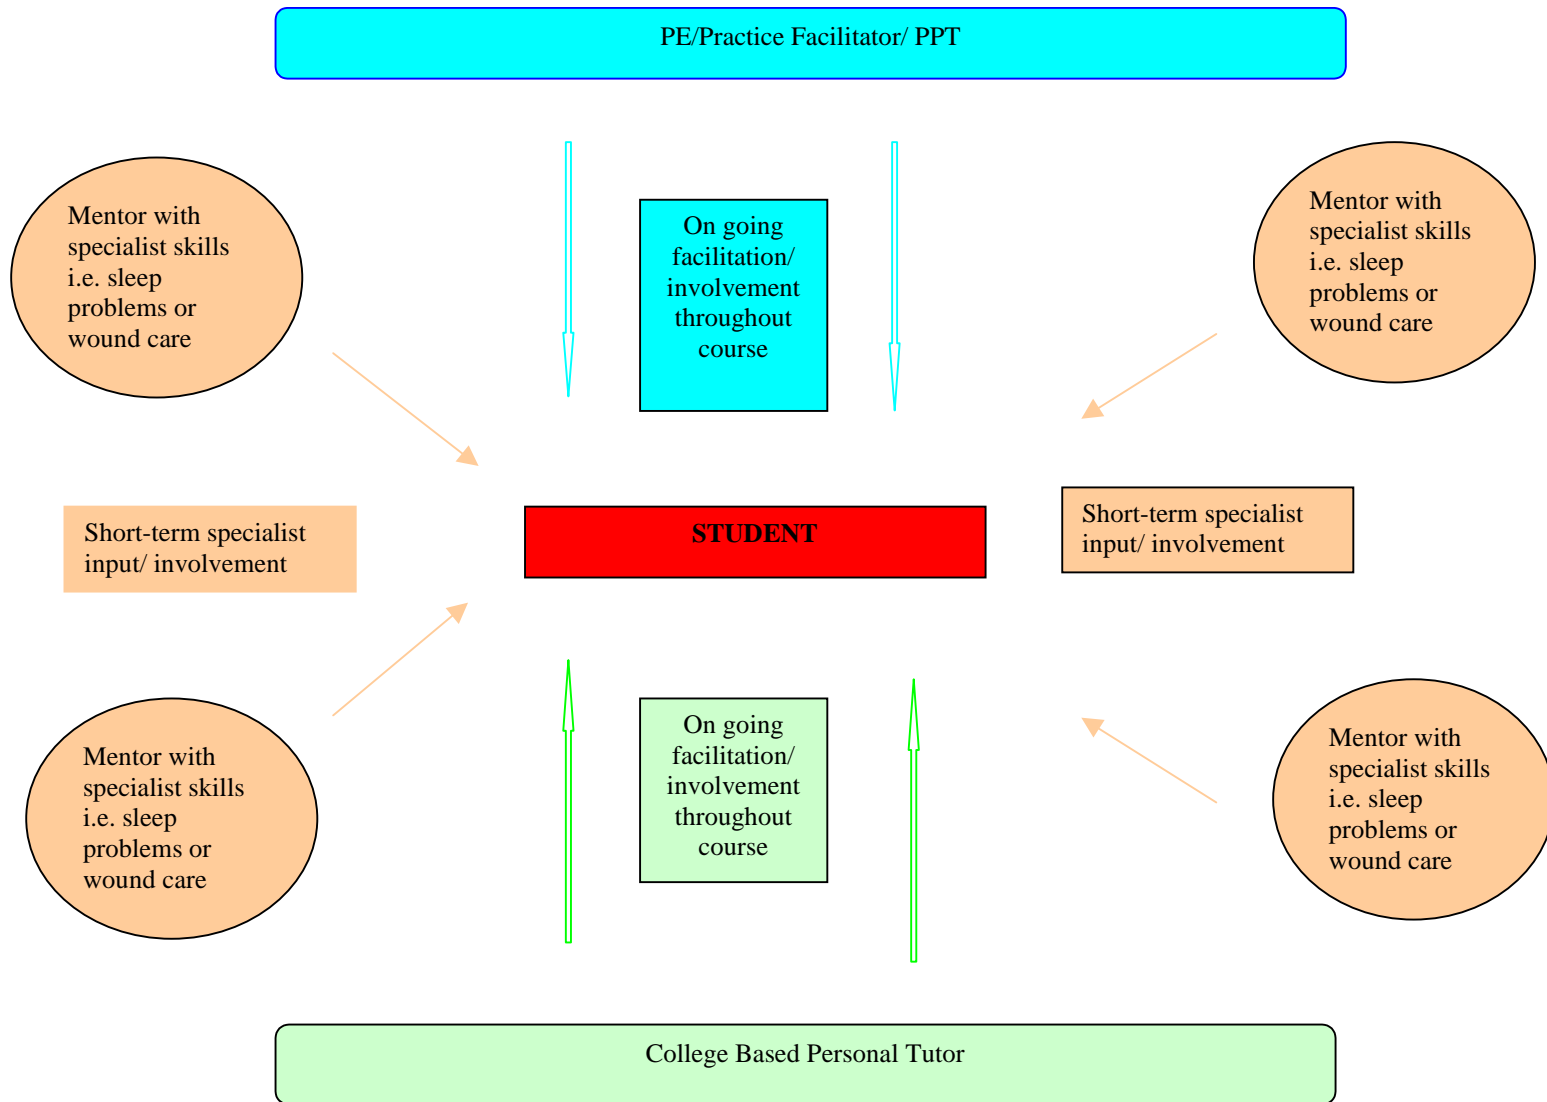 PE/Practice Facilitator/ PPT
Mentor with
specialist skills
i.e. sleep
problems or
wound care
On going
facilitation/
involvement
throughout
course
Mentor with
specialist skills
i.e. sleep
problems or
wound care
Short-term specialist
input/ involvement
STUDENT
Short-term specialist
input/ involvement
Mentor with
specialist skills
i.e. sleep
problems or
wound care
On going
facilitation/
involvement
throughout
course
Mentor with
specialist skills
i.e. sleep
problems or
wound care
College Based Personal Tutor